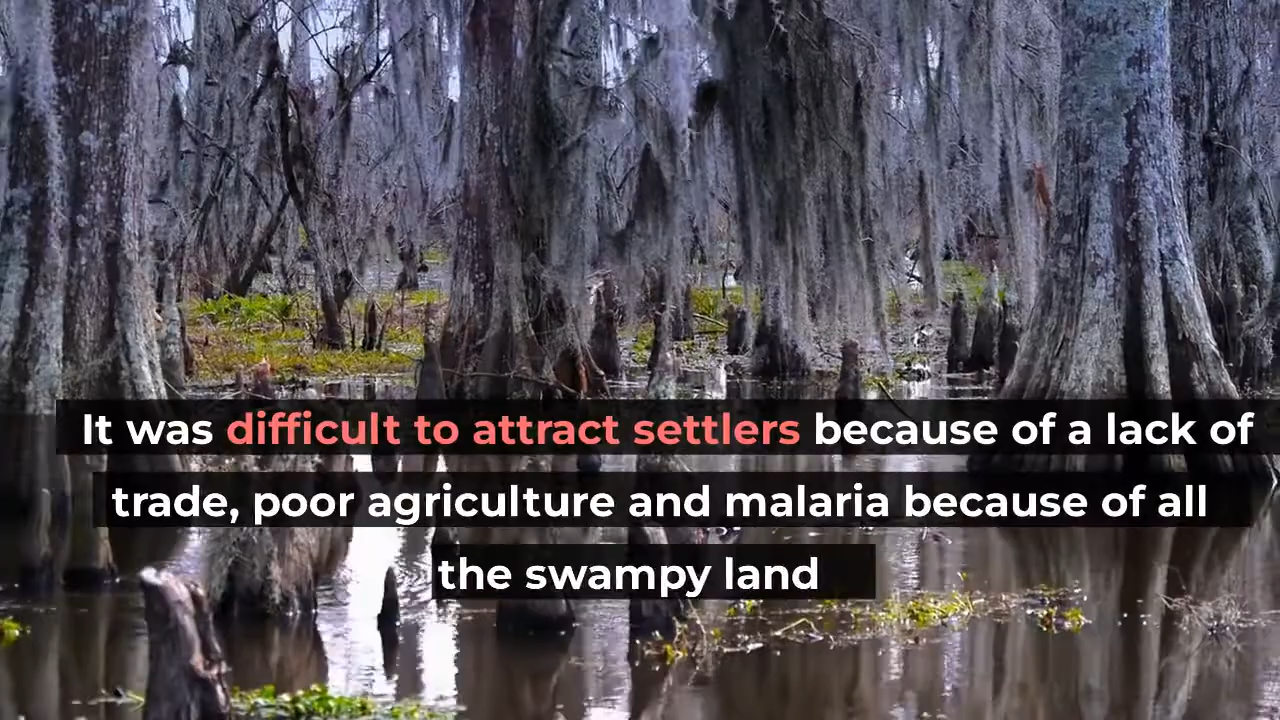 It was difficult to attract settlers because of a lack of
trade, poor agriculture and malaria because of all
the swampy land